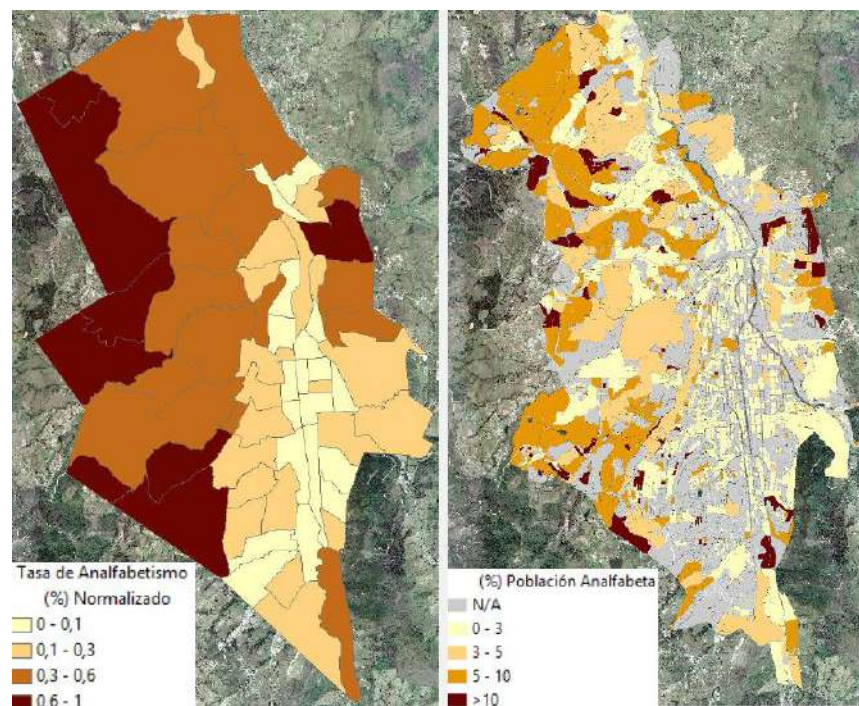 Tasa de Analfabetismo
(%) Normalizado
0 - 0,1
0,1 - 0,3
0,3 - 0,6
0,6 - 1
(%) Población Analfabeta
N/A
0 - 3
3 - 5
5 - 10
>10